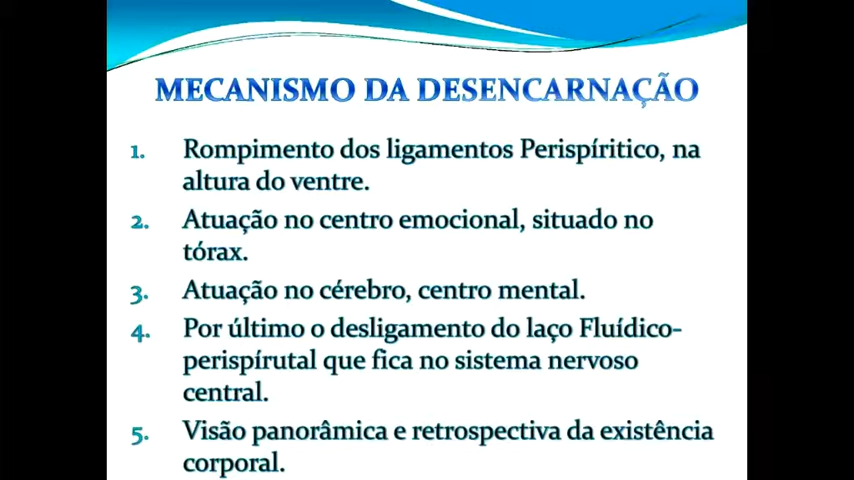 MECANISMO DA DESENCARNAÇÃO
1. Rompimento dos ligamentos Perispíritico, na
altura do ventre.
2. Atuação no centro emocional, situado no
tórax.
3. Atuação no cérebro, centro mental.
4. Por último o desligamento do laço Fluídico-
perispírutal que fica no sistema nervoso
central.
5. Visão panorâmica e retrospectiva da existência
corporal.